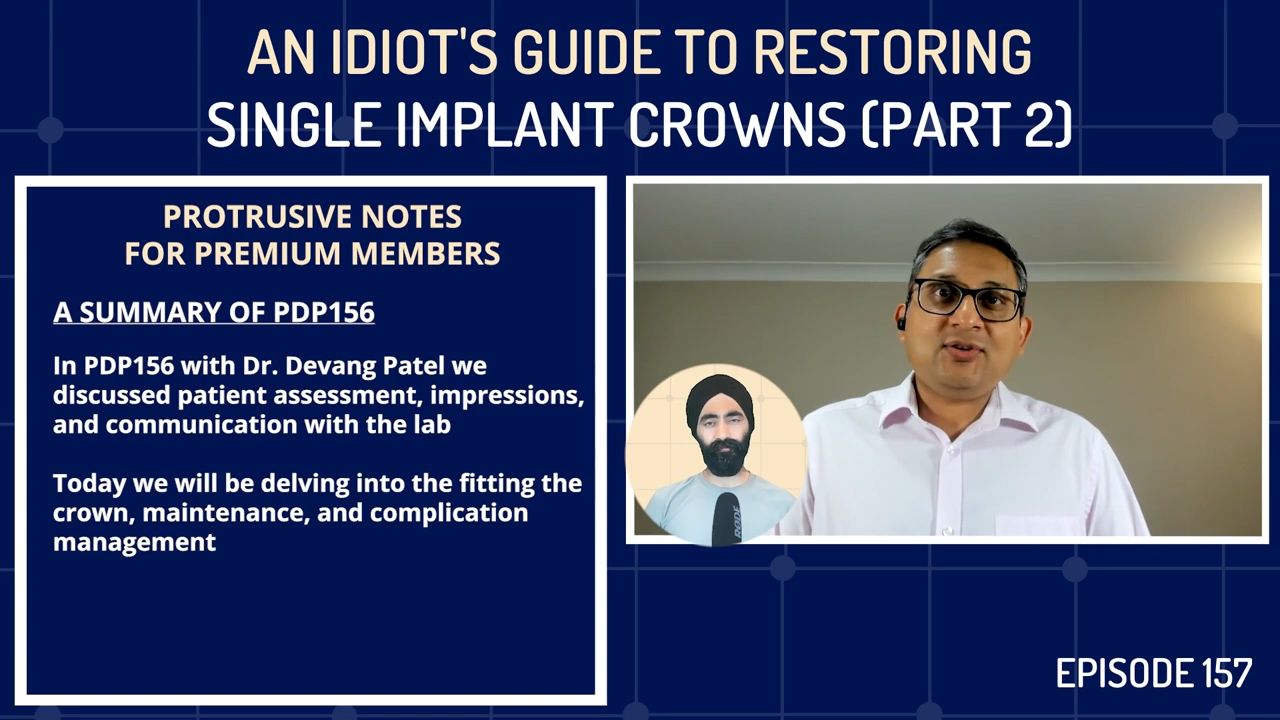 AN IDIOT'S GUIDE TO RESTORING
SINGLE IMPLANT CROWNS (PART 2)
PROTRUSIVE NOTES
FOR PREMIUM MEMBERS
A SUMMARY OF PDP156
In PDP156 with Dr. Devang Patel we
discussed patient assessment, impressions,
and communication with the lab
Today we will be delving into the fitting the
crown, maintenance, and complication
management
RODE
EPISODE 157